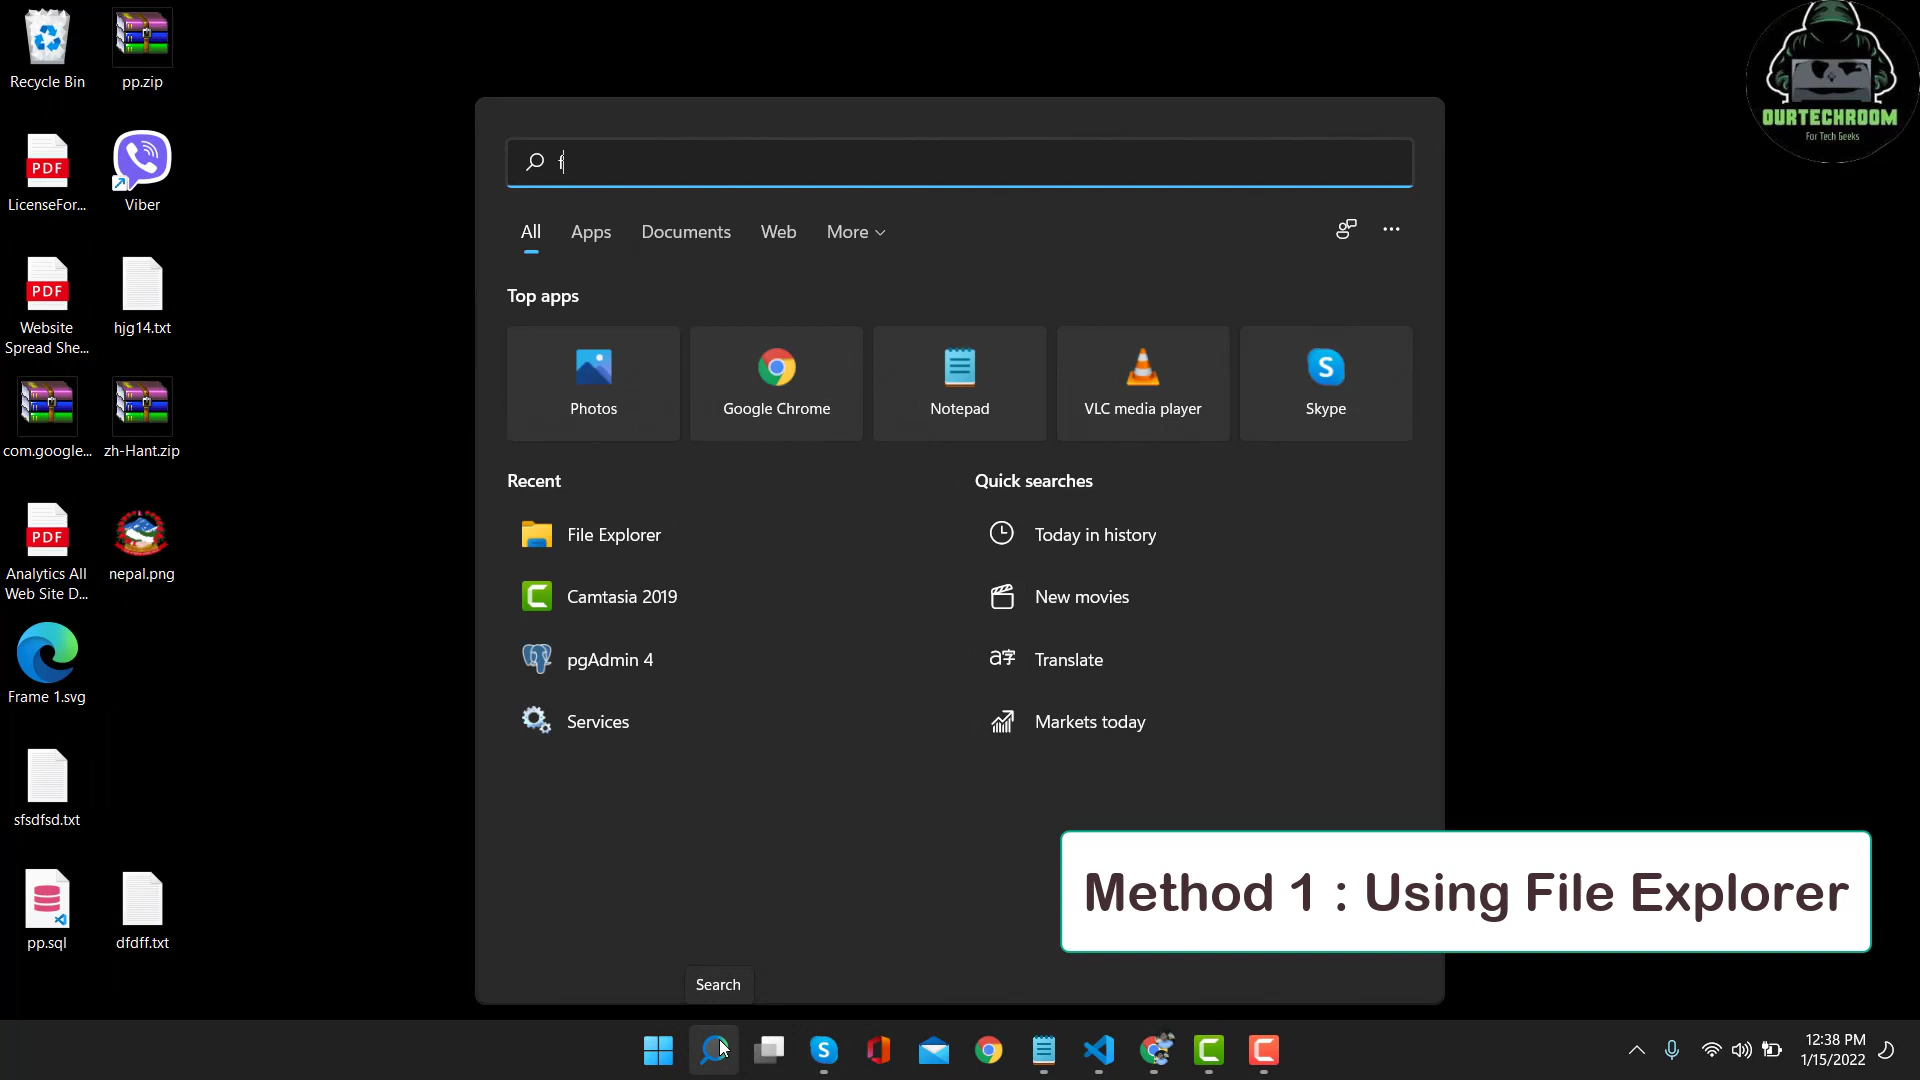 Recycle Bin
pp.zip
OURTECHROOM
For Tech Geeks
PDF
LicenseFor...
Viber
f
All
Apps
Documents
Web
More
Top apps
PDF
Website
Spread She...
hjg14.txt
Photos
Google Chrome
Notepad
VLC media player
S
Skype
com.google...
zh-Hant.zip
Recent
Quick searches
PDF
Analytics All
Web Site D...
nepal.png
File Explorer
Today in history
Camtasia 2019
New movies
pgAdmin 4
Translate
Services
Markets today
Frame 1.svg
sfsdfsd.txt
pp.sql
dfdff.txt
Method 1 : Using File Explorer
Search
12:38 PM
1/15/2022